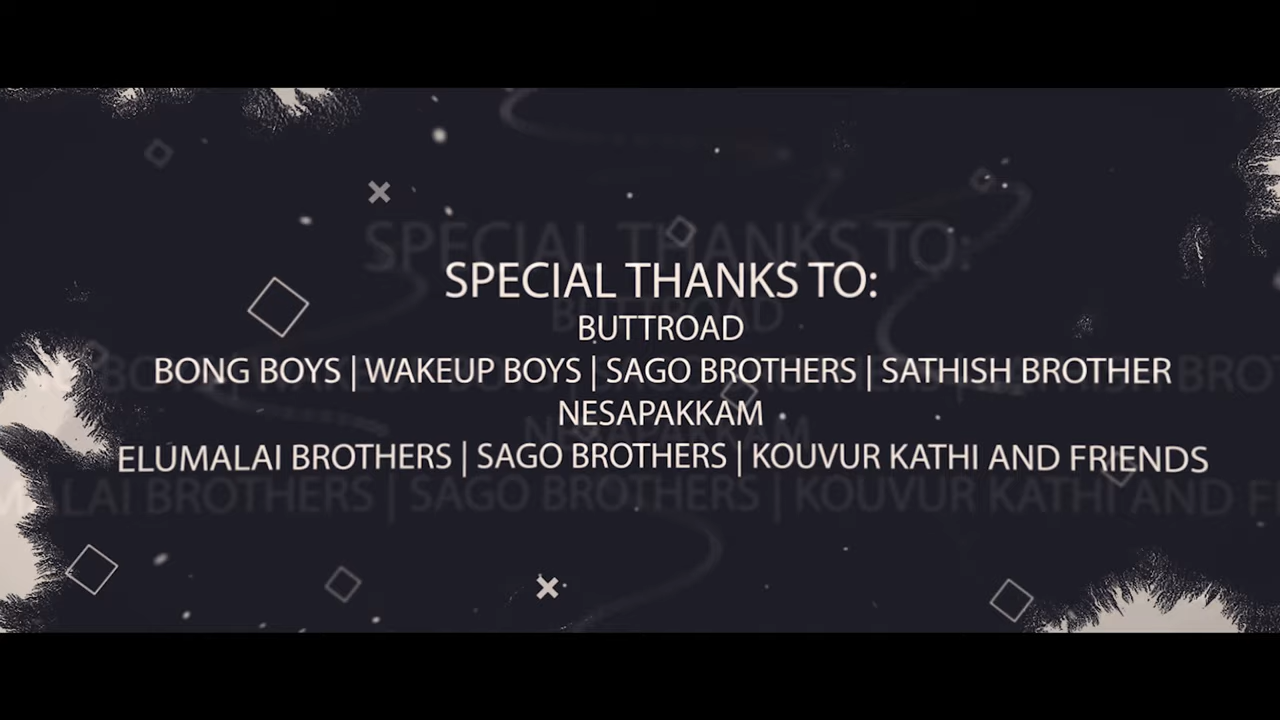 SPECIAL THANKS TO:
BUTTROAD
BONG BOYS | WAKEUP BOYS | SAGO BROTHERS | SATHISH BROTHER
NESAPAKKAM
ELUMALAI BROTHERS | SAGO BROTHERS | KOUVUR KATHI AND FRIENDS